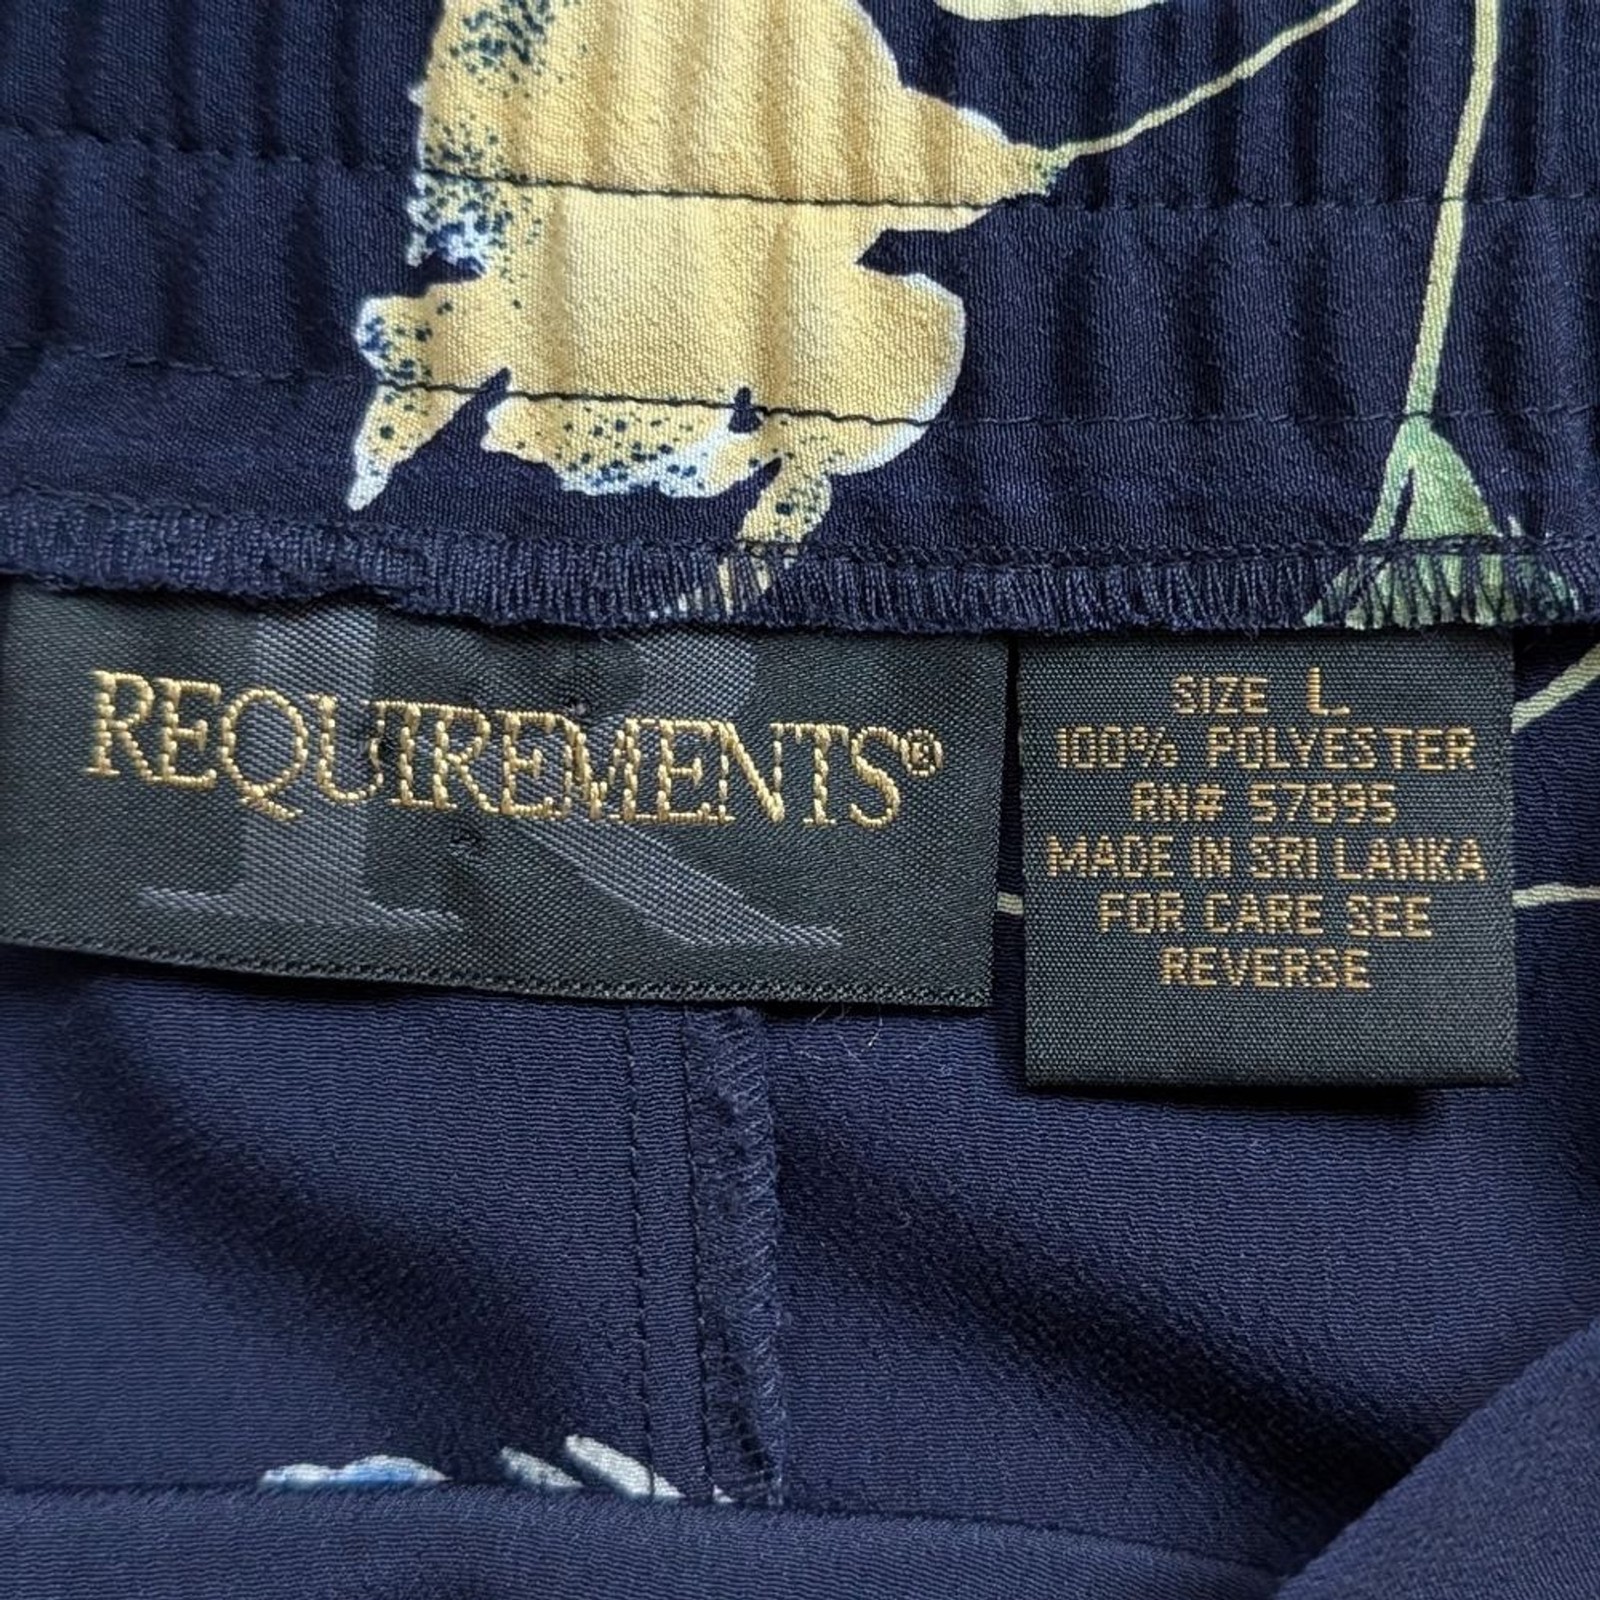 R
REQUIREMENTS®
SIZE L
100% POLYESTER
RN# 57895
MADE IN SRI LANKA
FOR CARE SEE
REVERSE